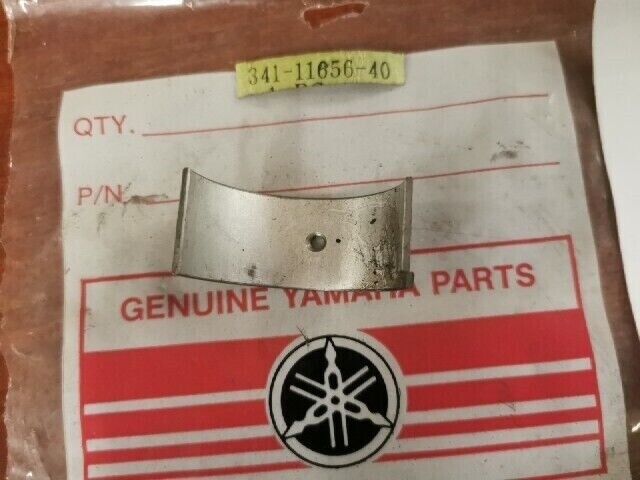 341-11656-40
QTY.
P/N
GENUINE YAMAHA PARTS